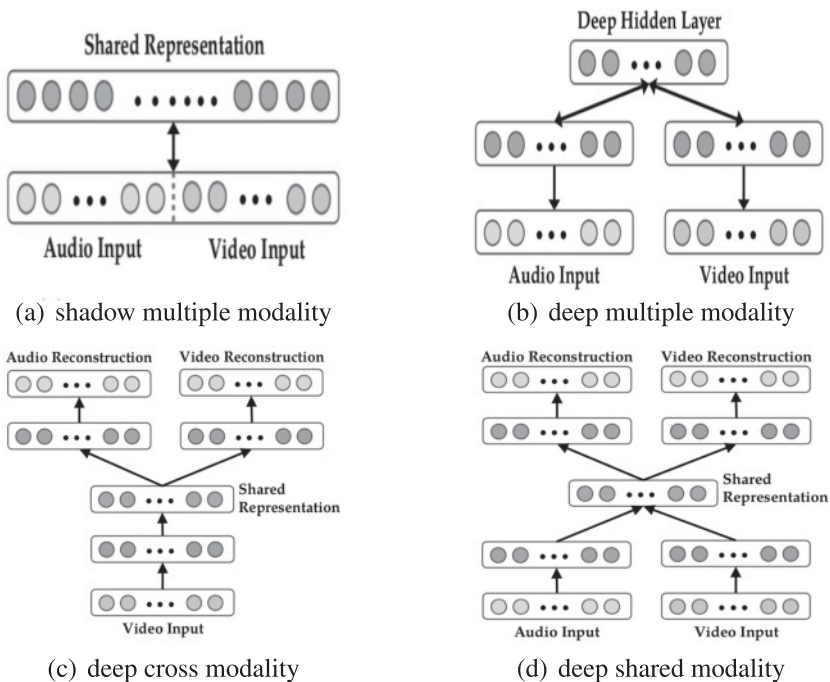 Shared Representation
Audio Input
Video Input
(a) shadow multiple modality
Deep Hidden Layer
Audio Input
Video Input
(b) deep multiple modality
Audio Reconstruction
Video Reconstruction
Shared
Representation
Video Input
(c) deep cross modality
Audio Reconstruction
Video Reconstruction
Shared
Representation
Audio Input
Video Input
(d) deep shared modality